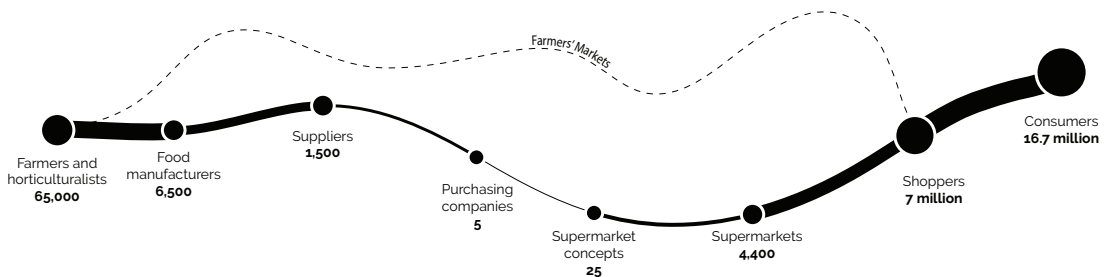 Farmers' Markets
Farmers and
horticulturalists
65,000
Food
manufacturers
6,500
Suppliers
1,500
Purchasing
companies
5
Supermarket
concepts
25
Supermarkets
4,400
Shoppers
7 million
Consumers
16.7 million